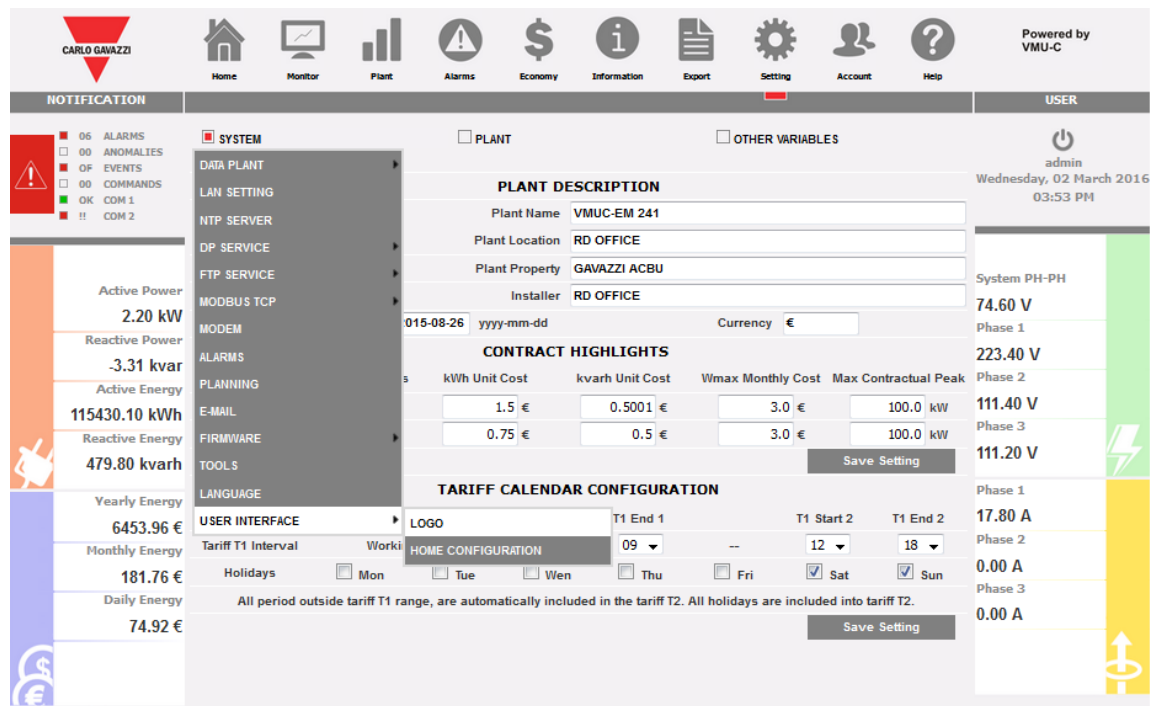 CARLO GAVAZZI
Home
Monitor
Plant
Alarms
Economy
Information
Export
Setting
Account
Help
Powered by
VMU-C
NOTIFICATION
USER
06 ALARMS
00 ANOMALIES
OF EVENTS
00 COMMANDS
OK COM 1
!! COM 2
SYSTEM
PLANT
OTHER VARIABLES
admin
Wednesday, 02 March 2016
03:53 PM
DATA PLANT
LAN SETTING
NTP SERVER
DP SERVICE
FTP SERVICE
MODBUS TCP
MODEM
ALARMS
PLANNING
E-MAIL
FIRMWARE
TOOLS
LANGUAGE
USER INTERFACE
LOGO
HOME CONFIGURATION
PLANT DESCRIPTION
Plant Name VMUC-EM 241
Plant Location RD OFFICE
Plant Property GAVAZZI ACBU
Installer RD OFFICE
015-08-26 yyyy-mm-dd Currency €
CONTRACT HIGHLIGHTS
s kWh Unit Cost kvarh Unit Cost Wmax Monthly Cost Max Contractual Peak
1.5 € 0.5001 € 3.0 € 100.0 kW
0.75 € 0.5 € 3.0 € 100.0 kW
Save Setting
TARIFF CALENDAR CONFIGURATION
T1 End 1 T1 Start 2 T1 End 2
Tariff T1 Interval Worki 09 -- 12 18
Holidays Mon Tue Wen Thu Fri Sat Sun
All period outside tariff T1 range, are automatically included in the tariff T2. All holidays are included into tariff T2.
Save Setting
Active Power
2.20 kW
Reactive Power
-3.31 kvar
Active Energy
115430.10 kWh
Reactive Energy
479.80 kvarh
Yearly Energy
6453.96 €
Monthly Energy
181.76 €
Daily Energy
74.92 €
System PH-PH
74.60 V
Phase 1
223.40 V
Phase 2
111.40 V
Phase 3
111.20 V
Phase 1
17.80 A
Phase 2
0.00 A
Phase 3
0.00 A